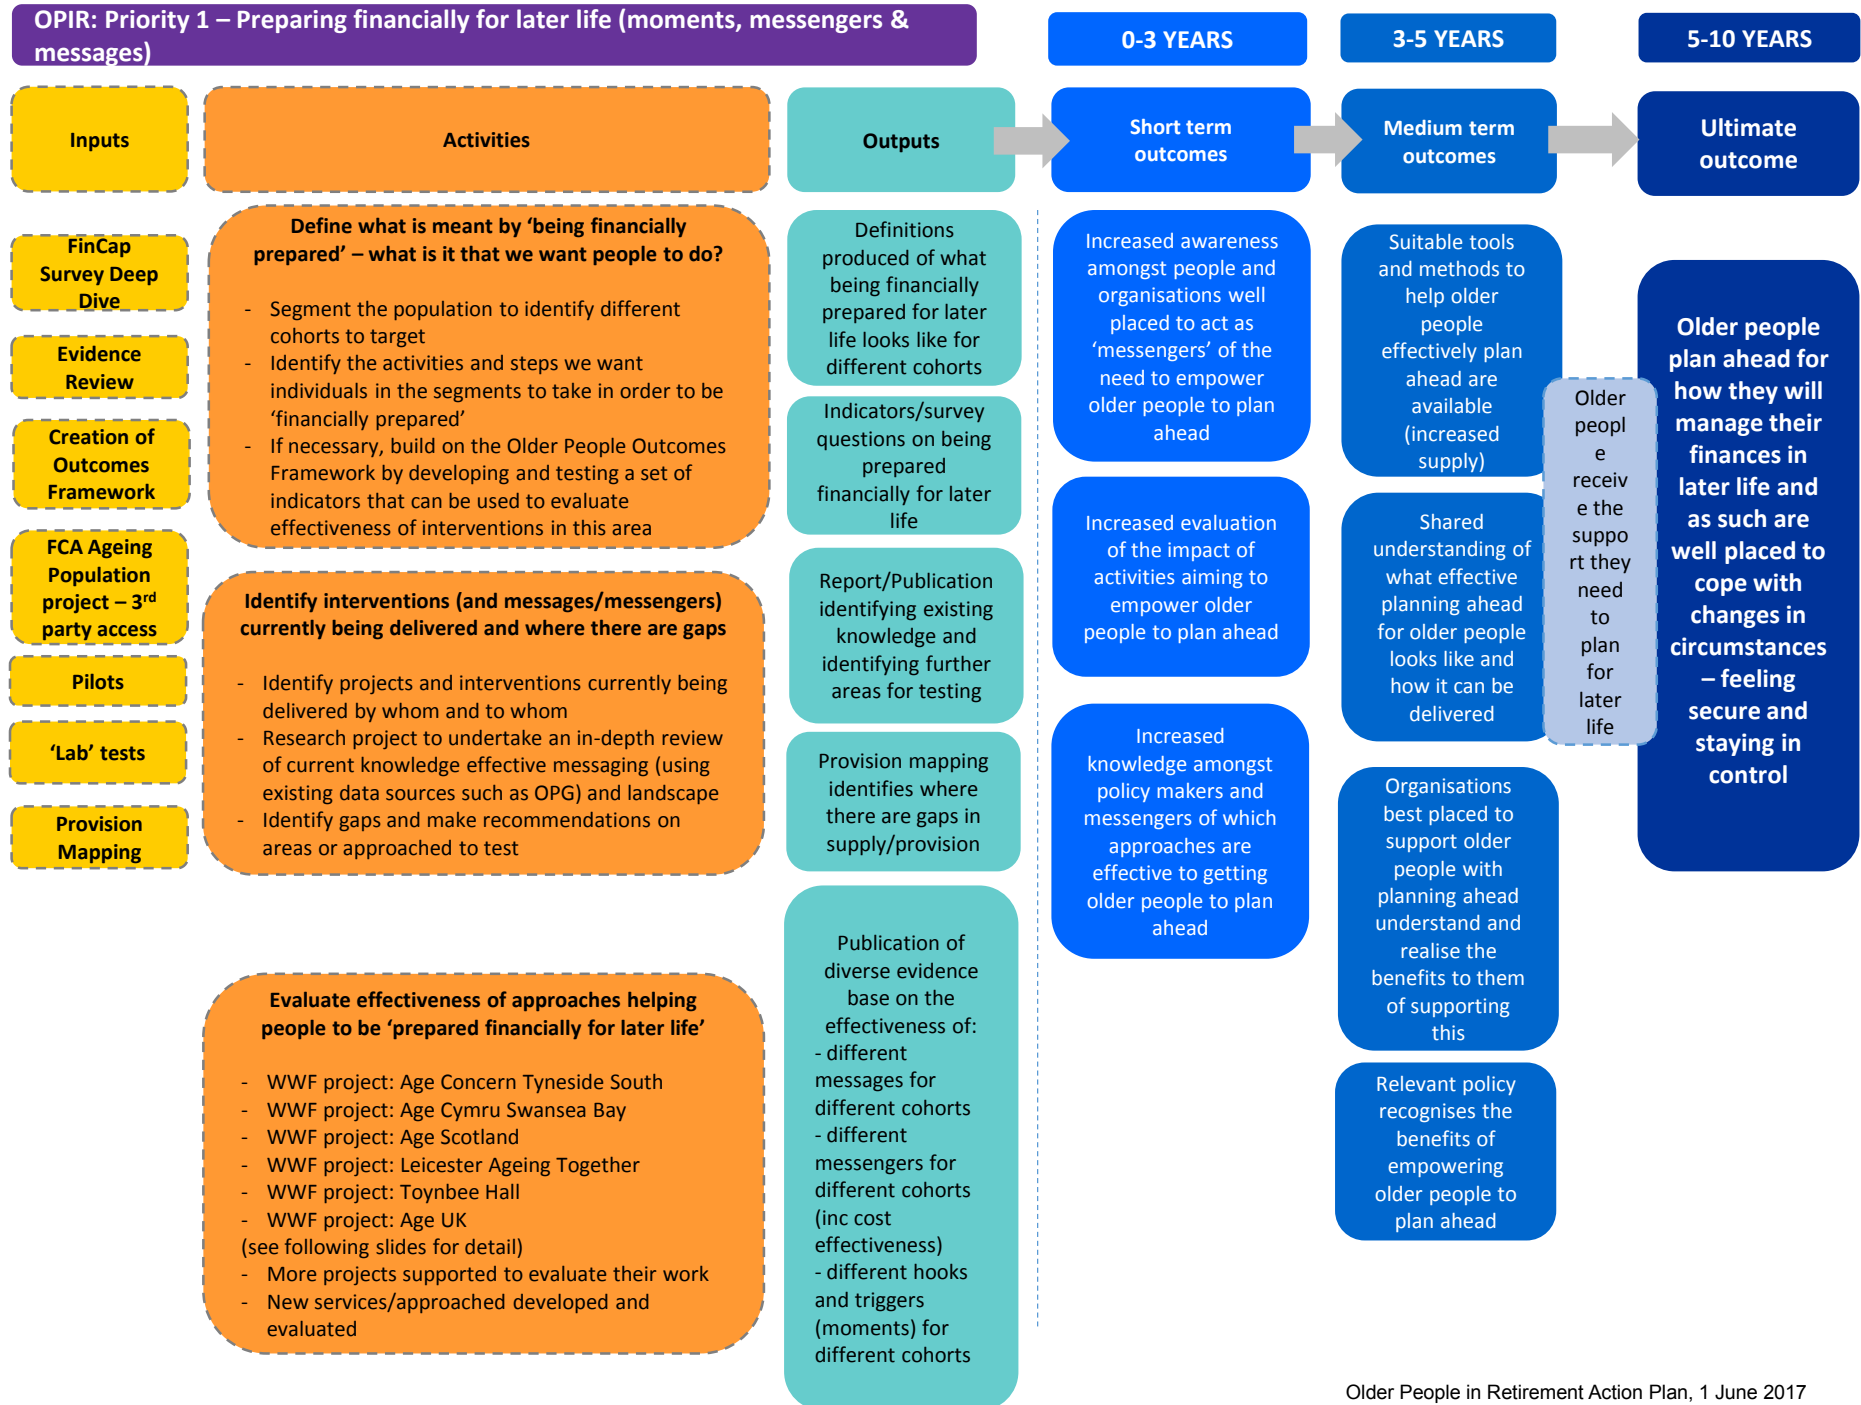 OPIR: Priority 1 – Preparing financially for later life (moments, messengers &
messages)
0-3 YEARS
3-5 YEARS
5-10 YEARS
Inputs
Activities
Outputs
Short term
outcomes
Medium term
outcomes
Ultimate
outcome
FinCap
Survey Deep
Dive
Evidence
Review
Creation of
Outcomes
Framework
FCA Ageing
Population
project – 3rd
party access
Pilots
‘Lab’ tests
Provision
Mapping
Define what is meant by ‘being financially
prepared’ – what is it that we want people to do?
- Segment the population to identify different
cohorts to target
- Identify the activities and steps we want
individuals in the segments to take in order to be
‘financially prepared’
- If necessary, build on the Older People Outcomes
Framework by developing and testing a set of
indicators that can be used to evaluate
effectiveness of interventions in this area
Identify interventions (and messages/messengers)
currently being delivered and where there are gaps
- Identify projects and interventions currently being
delivered by whom and to whom
- Research project to undertake an in-depth review
of current knowledge effective messaging (using
existing data sources such as OPG) and landscape
- Identify gaps and make recommendations on
areas or approached to test
Evaluate effectiveness of approaches helping
people to be ‘prepared financially for later life’
- WWF project: Age Concern Tyneside South
- WWF project: Age Cymru Swansea Bay
- WWF project: Age Scotland
- WWF project: Leicester Ageing Together
- WWF project: Toynbee Hall
- WWF project: Age UK
(see following slides for detail)
- More projects supported to evaluate their work
- New services/approached developed and
evaluated
Definitions
produced of what
being financially
prepared for later
life looks like for
different cohorts
Indicators/survey
questions on being
prepared
financially for later
life
Report/Publication
identifying existing
knowledge and
identifying further
areas for testing
Provision mapping
identifies where
there are gaps in
supply/provision
Publication of
diverse evidence
base on the
effectiveness of:
- different
messages for
different cohorts
- different
messengers for
different cohorts
(inc cost
effectiveness)
- different hooks
and triggers
(moments) for
different cohorts
Increased awareness
amongst people and
organisations well
placed to act as
‘messengers’ of the
need to empower
older people to plan
ahead
Increased evaluation
of the impact of
activities aiming to
empower older
people to plan ahead
Increased
knowledge amongst
policy makers and
messengers of which
approaches are
effective to getting
older people to plan
ahead
Suitable tools
and methods to
help older
people
effectively plan
ahead are
available
(increased
supply)
Shared
understanding of
what effective
planning ahead
for older people
looks like and
how it can be
delivered
Organisations
best placed to
support older
people with
planning ahead
understand and
realise the
benefits to them
of supporting
this
Relevant policy
recognises the
benefits of
empowering
older people to
plan ahead
Older
peopl
e
receiv
e the
suppo
rt they
need
to
plan
for
later
life
Older people
plan ahead for
how they will
manage their
finances in
later life and
as such are
well placed to
cope with
changes in
circumstances
– feeling
secure and
staying in
control
Older People in Retirement Action Plan, 1 June 2017